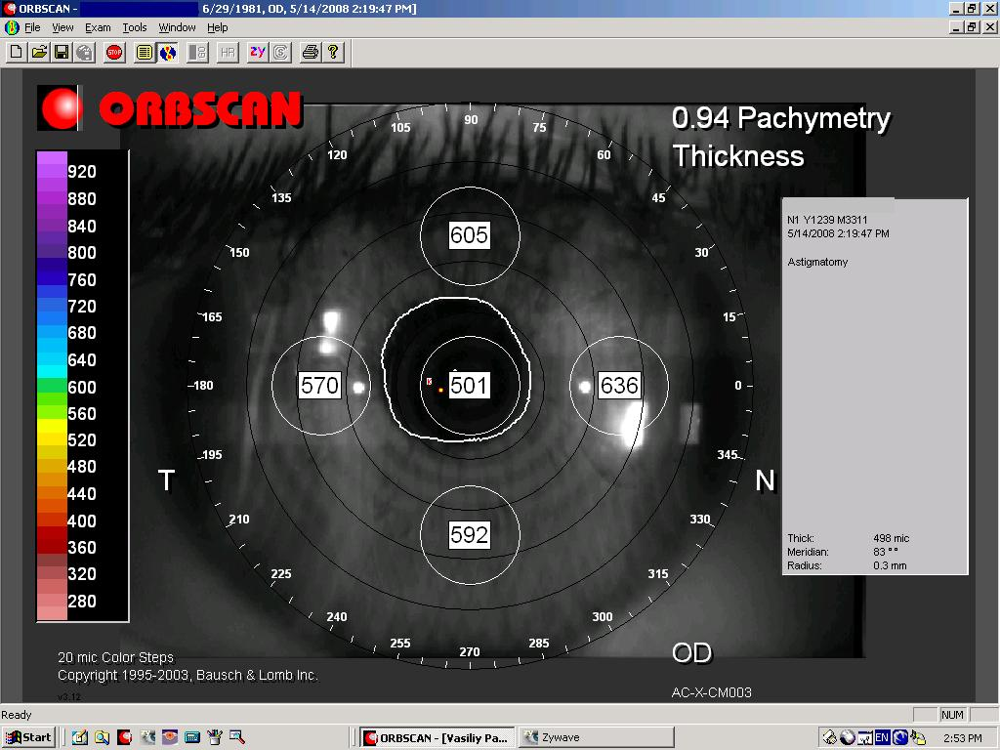 ORBSCAN - 6/29/1981, OD, 5/14/2008 2:19:47 PM]
File View Exam Tools Window Help
STOP HR zy ?
ORBSCAN
0.94 Pachymetry
Thickness
90
105 75
120 60
135 45
150 30
165 15
180 0
195 345
210 330
225 315
240 300
255 285
270
605
570 501 636
592
T N
920
880
840
800
760
720
680
640
600
560
520
480
440
400
360
320
280
N1 Y1239 M3311
5/14/2008 2:19:47 PM
Astigmatomy
Thick: 498 mic
Meridian: 83 °°
Radius: 0.3 mm
OD
AC-X-CM003
20 mic Color Steps
Copyright 1995-2003, Bausch & Lomb Inc.
v3.12
Ready NUM
Start ORBSCAN - [Vasiliy Pa... Zywave EN 2:53 PM